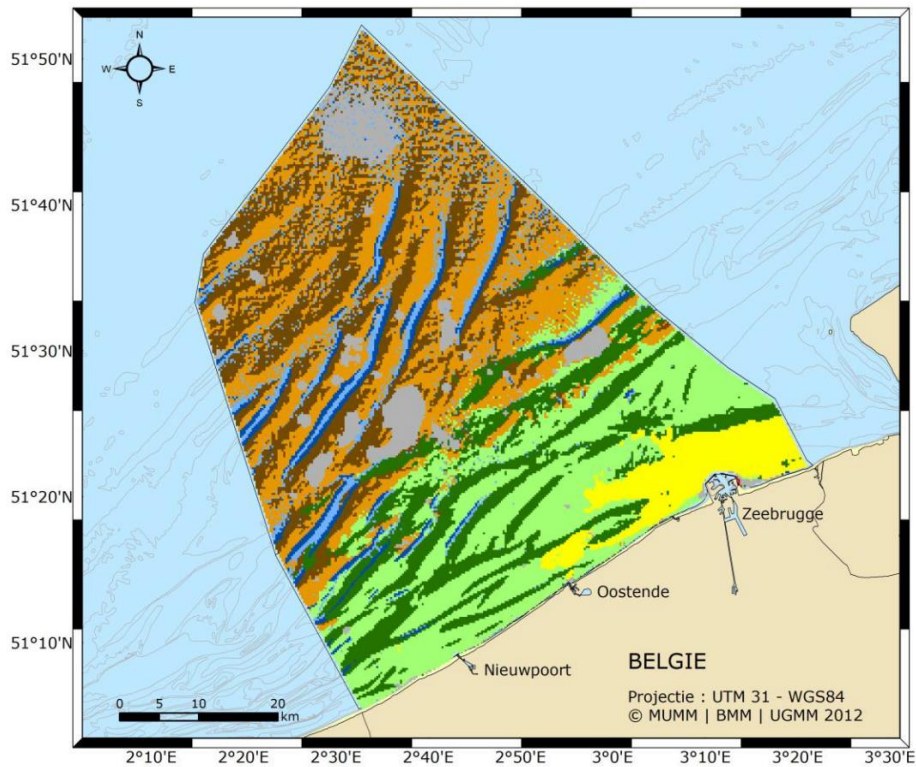 N
W E
S
51°50'N
51°40'N
51°30'N
51°20'N
51°10'N
Zeebrugge
Oostende
Nieuwpoort
BELGIE
Projectie : UTM 31 - WGS84
© MUMM | BMM | UGMM 2012
0 5 10 20
km
2°10'E 2°20'E 2°30'E 2°40'E 2°50'E 3°0'E 3°10'E 3°20'E 3°30'E